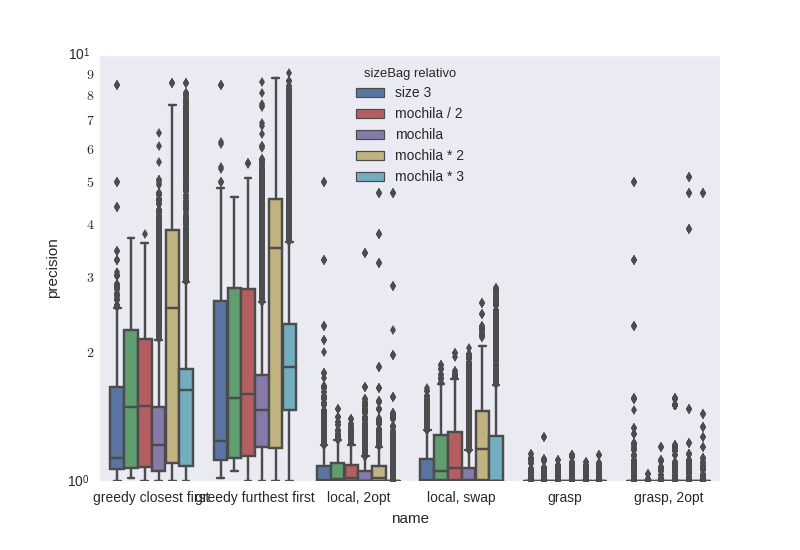 10¹
9
8
7
6
5
4
3
2
10⁰
precision
sizeBag relativo
size 3
mochila / 2
mochila
mochila * 2
mochila * 3
greedy closest first
greedy furthest first
local, 2opt
local, swap
grasp
grasp, 2opt
name